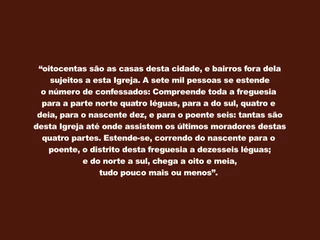 “oitocentas são as casas desta cidade, e bairros fora dela
sujeitos a esta Igreja. A sete mil pessoas se estende
o número de confessados: Compreende toda a freguesia
para a parte norte quatro léguas, para a do sul, quatro e
deia, para o nascente dez, e para o poente seis: tantas são
desta Igreja até onde assistem os últimos moradores destas
quatro partes. Estende-se, correndo do nascente para o
poente, o distrito desta freguesia a dezesseis léguas;
e do norte a sul, chega a oito e meia,
tudo pouco mais ou menos”.